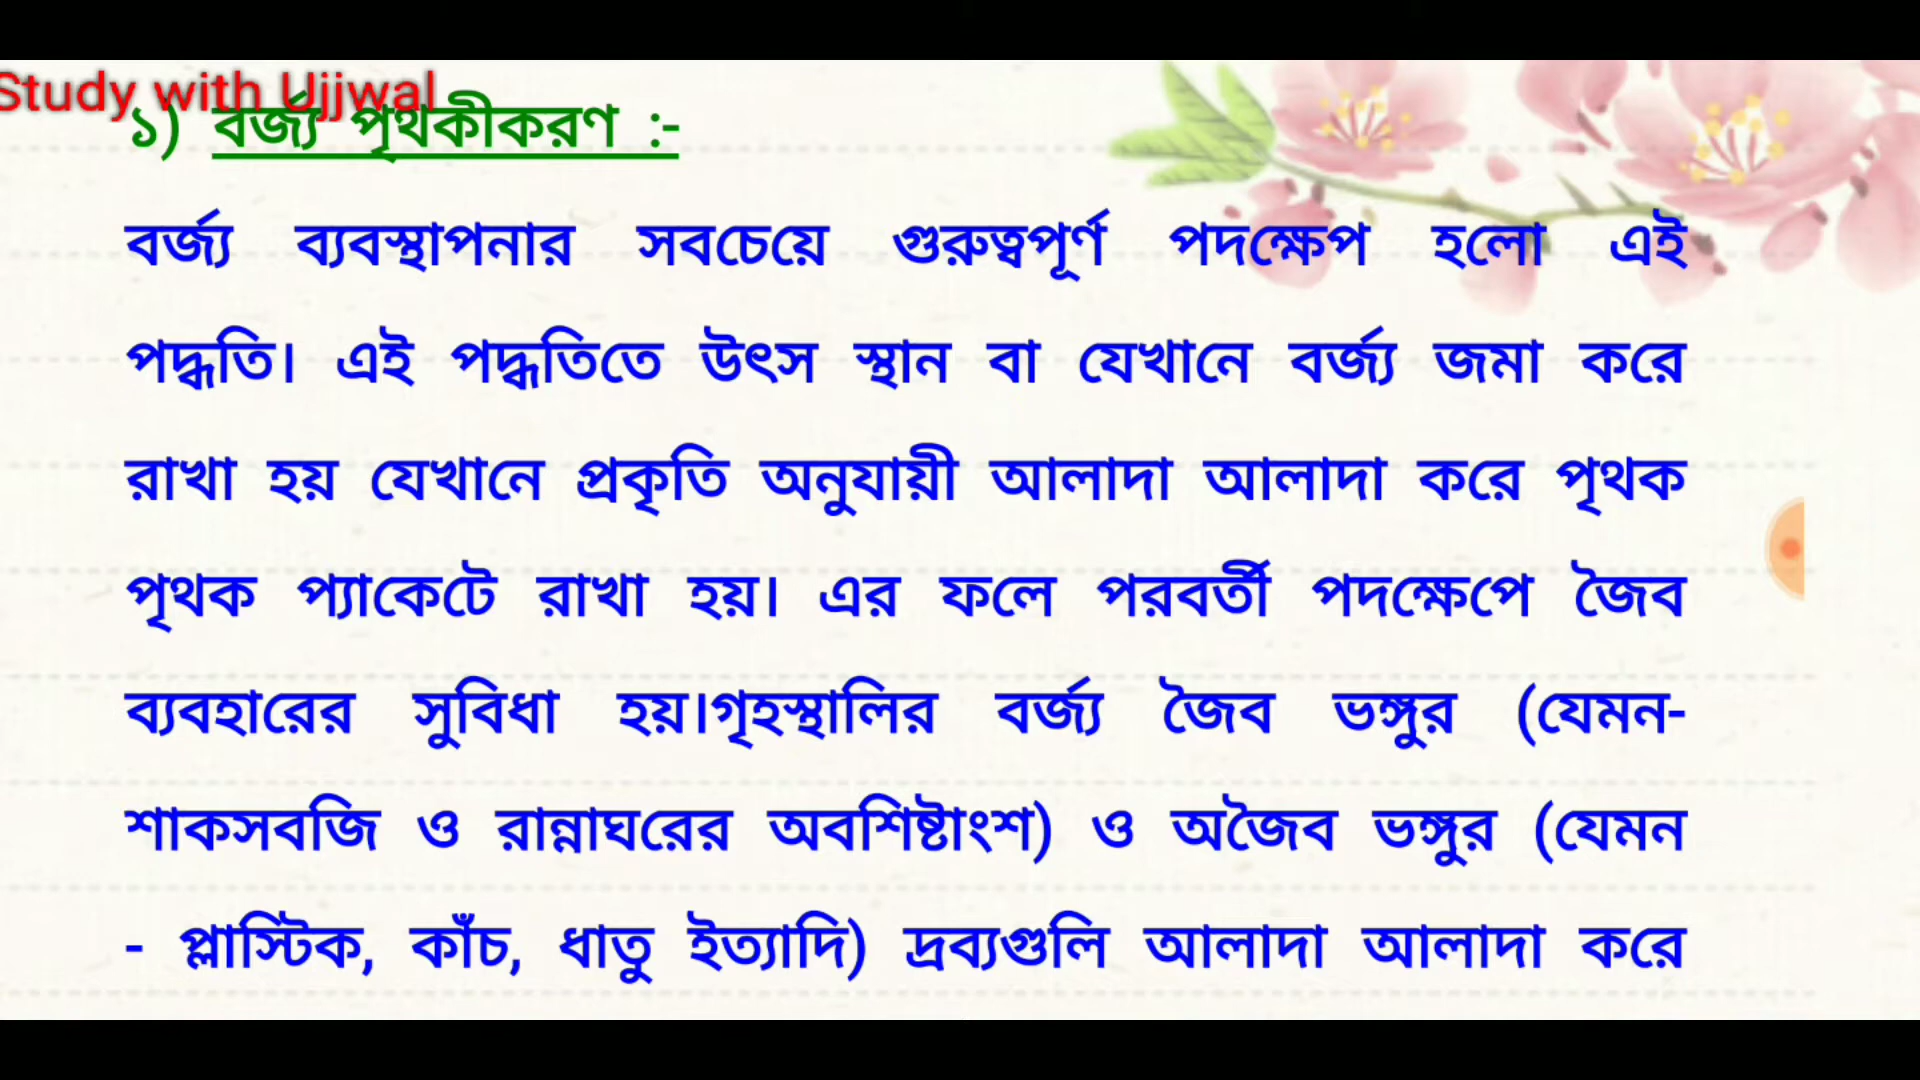 Study with Ujjwal
১) বর্জ্য পৃথকীকরণ :-
বর্জ্য ব্যবস্থাপনার সবচেয়ে গুরুত্বপূর্ণ পদক্ষেপ হলো এই
পদ্ধতি। এই পদ্ধতিতে উৎস স্থান বা যেখানে বর্জ্য জমা করে
রাখা হয় যেখানে প্রকৃতি অনুযায়ী আলাদা আলাদা করে পৃথক
পৃথক প্যাকেটে রাখা হয়। এর ফলে পরবর্তী পদক্ষেপে জৈব
ব্যবহারের সুবিধা হয়।গৃহস্থালির বর্জ্য জৈব ভঙ্গুর (যেমন-
শাকসবজি ও রান্নাঘরের অবশিষ্টাংশ) ও অজৈব ভঙ্গুর (যেমন
- প্লাস্টিক, কাঁচ, ধাতু ইত্যাদি) দ্রব্যগুলি আলাদা আলাদা করে